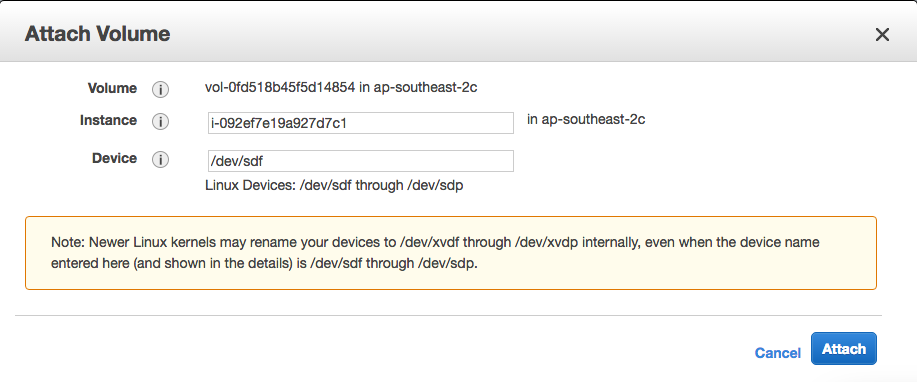 Attach Volume
Volume vol-0fd518b45f5d14854 in ap-southeast-2c
Instance i-092ef7e19a927d7c1 in ap-southeast-2c
Device /dev/sdf
Linux Devices: /dev/sdf through /dev/sdp
Note: Newer Linux kernels may rename your devices to /dev/xvdf through /dev/xvdp internally, even when the device name
entered here (and shown in the details) is /dev/sdf through /dev/sdp.
Cancel Attach